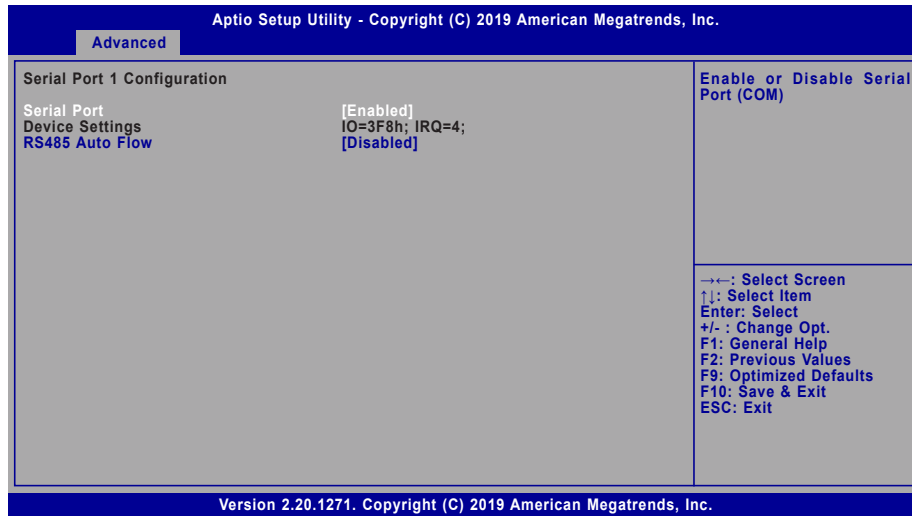 Aptio Setup Utility - Copyright (C) 2019 American Megatrends, Inc.
Advanced
Serial Port 1 Configuration
Serial Port [Enabled]
Device Settings IO=3F8h; IRQ=4;
RS485 Auto Flow [Disabled]
Enable or Disable Serial
Port (COM)
→←: Select Screen
↑↓: Select Item
Enter: Select
+/- : Change Opt.
F1: General Help
F2: Previous Values
F9: Optimized Defaults
F10: Save & Exit
ESC: Exit
Version 2.20.1271. Copyright (C) 2019 American Megatrends, Inc.